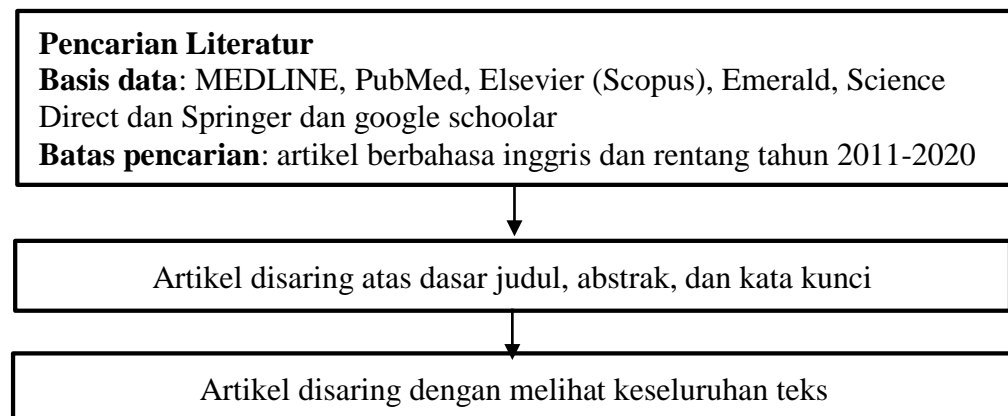 Pencarian Literatur
Basis data: MEDLINE, PubMed, Elsevier (Scopus), Emerald, Science
Direct dan Springer dan google schoolar
Batas pencarian: artikel berbahasa inggris dan rentang tahun 2011-2020
Artikel disaring atas dasar judul, abstrak, dan kata kunci
Artikel disaring dengan melihat keseluruhan teks